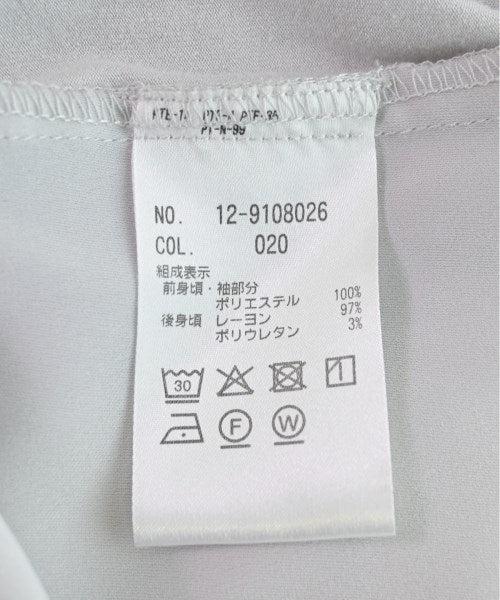 PT-N-99
NO. 12-9108026
COL. 020
組成表示
前身頃・袖部分
ポリエステル 100%
後身頃 レーヨン 97%
ポリウレタン 3%
30
F W